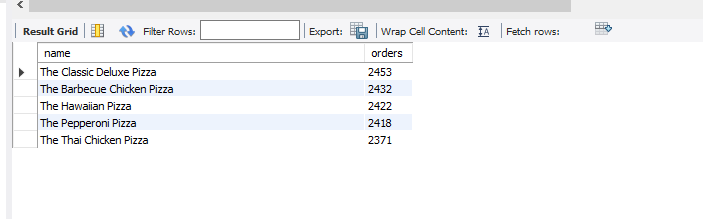 Result Grid Filter Rows: Export: Wrap Cell Content: Fetch rows:
name orders
The Classic Deluxe Pizza 2453
The Barbecue Chicken Pizza 2432
The Hawaiian Pizza 2422
The Pepperoni Pizza 2418
The Thai Chicken Pizza 2371